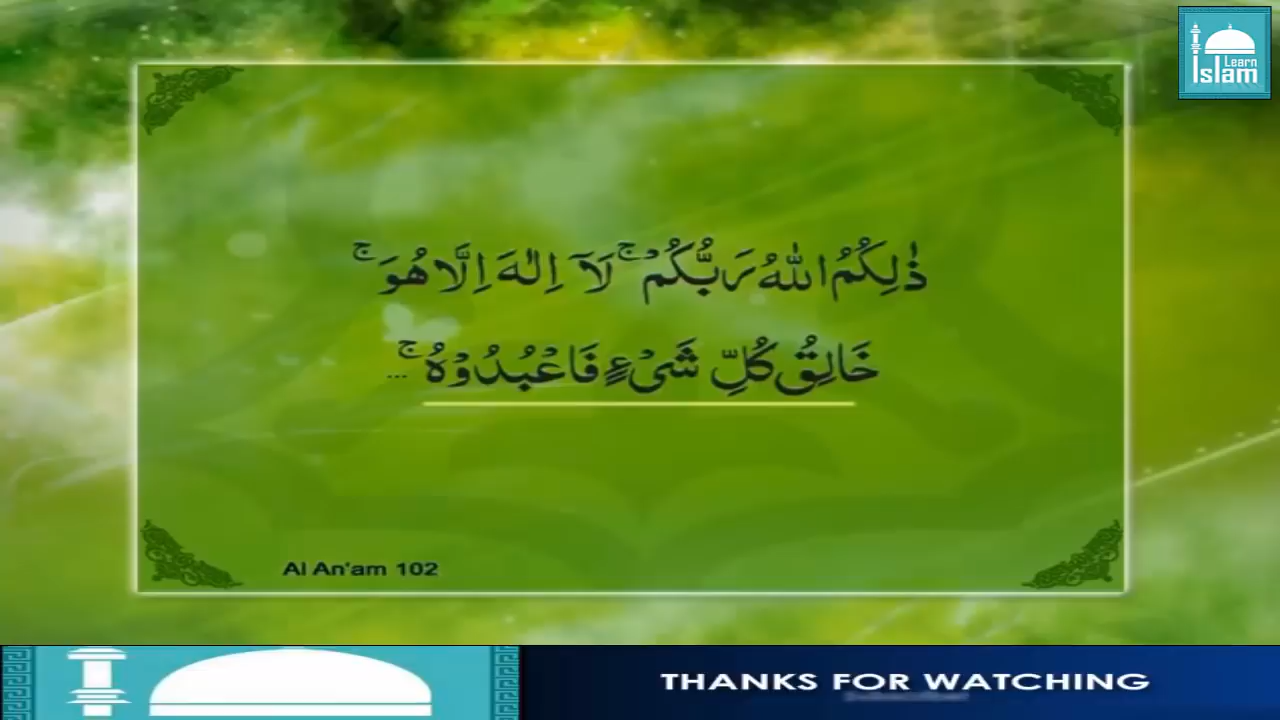 Learn
Islam
ذٰلِكُمُ اللّٰهُ رَبُّكُمْ ۚ لَآ اِلٰهَ اِلَّا هُوَ ۚ
خَالِقُ كُلِّ شَىْءٍ فَاعْبُدُوْهُ ۚ ...
Al An'am 102
THANKS FOR WATCHING